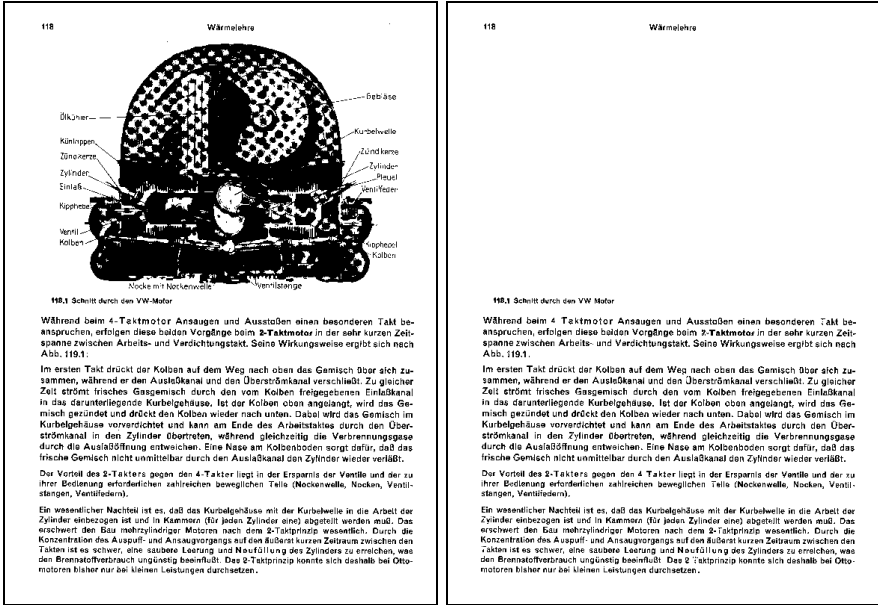 118
Wärmelehre
Gebläse
Ölkühler
Kurbelwelle
Kühlrippen
Zündkerze
Zündkerze
Zylinder
Zylinder
Pleuel
Einlaß
Ventilfeder
Kipphebel
Ventil
Kolben
Kipphebel
Kolben
Nocke mit Nockenwelle
Ventilstange
118.1 Schnitt durch den VW-Motor
Während beim 4-Taktmotor Ansaugen und Ausstoßen einen besonderen Takt be-
anspruchen, erfolgen diese beiden Vorgänge beim 2-Taktmotor in der sehr kurzen Zeit-
spanne zwischen Arbeits- und Verdichtungstakt. Seine Wirkungsweise ergibt sich nach
Abb. 119.1:
Im ersten Takt drückt der Kolben auf dem Weg nach oben das Gemisch über sich zu-
sammen, während er den Auslaßkanal und den Überströmkanal verschließt. Zu gleicher
Zeit strömt frisches Gasgemisch durch den vom Kolben freigegebenen Einlaßkanal
in das darunterliegende Kurbelgehäuse. Ist der Kolben oben angelangt, wird das Ge-
misch gezündet und drückt den Kolben wieder nach unten. Dabei wird das Gemisch im
Kurbelgehäuse vorverdichtet und kann am Ende des Arbeitstaktes durch den Über-
strömkanal in den Zylinder übertreten, während gleichzeitig die Verbrennungsgase
durch die Auslaßöffnung entweichen. Eine Nase am Kolbenboden sorgt dafür, daß das
frische Gemisch nicht unmittelbar durch den Auslaßkanal den Zylinder wieder verläßt.
Der Vorteil des 2-Takters gegen den 4-Takter liegt in der Ersparnis der Ventile und der zu
ihrer Bedienung erforderlichen zahlreichen beweglichen Teile (Nockenwelle, Nocken, Ventil-
stangen, Ventilfedern).
Ein wesentlicher Nachteil ist es, daß das Kurbelgehäuse mit der Kurbelwelle in die Arbeit der
Zylinder einbezogen ist und in Kammern (für jeden Zylinder eine) abgeteilt werden muß. Das
erschwert den Bau mehrzylindriger Motoren nach dem 2-Taktprinzip wesentlich. Durch die
Konzentration des Auspuff- und Ansaugvorgangs auf den äußerst kurzen Zeitraum zwischen den
Takten ist es schwer, eine saubere Leerung und Neufüllung des Zylinders zu erreichen, was
den Brennstoffverbrauch ungünstig beeinflußt. Das 2-Taktprinzip konnte sich deshalb bei Otto-
motoren bisher nur bei kleinen Leistungen durchsetzen.
118
Wärmelehre
118.1 Schnitt durch den VW-Motor
Während beim 4 Taktmotor Ansaugen und Ausstoßen einen besonderen Takt be-
anspruchen, erfolgen diese beiden Vorgänge beim 2-Taktmotor in der sehr kurzen Zeit-
spanne zwischen Arbeits- und Verdichtungstakt. Seine Wirkungsweise ergibt sich nach
Abb. 119.1:
Im ersten Takt drückt der Kolben auf dem Weg nach oben das Gemisch über sich zu-
sammen, während er den Auslaßkanal und den Überströmkanal verschließt. Zu gleicher
Zeit strömt frisches Gasgemisch durch den vom Kolben freigegebenen Einlaßkanal
in das darunterliegende Kurbelgehäuse. Ist der Kolben oben angelangt, wird das Ge-
misch gezündet und drückt den Kolben wieder nach unten. Dabei wird das Gemisch im
Kurbelgehäuse vorverdichtet und kann am Ende des Arbeitstaktes durch den Über-
strömkanal in den Zylinder übertreten, während gleichzeitig die Verbrennungsgase
durch die Auslaßöffnung entweichen. Eine Nase am Kolbenboden sorgt dafür, daß das
frische Gemisch nicht unmittelbar durch den Auslaßkanal den Zylinder wieder verläßt.
Der Vorteil des 2-Takters gegen den 4 Takter liegt in der Ersparnis der Ventile und der zu
ihrer Bedienung erforderlichen zahlreichen beweglichen Teile (Nockenwelle, Nocken, Ventil-
stangen, Ventilfedern).
Ein wesentlicher Nachteil ist es, daß das Kurbelgehäuse mit der Kurbelwelle in die Arbeit der
Zylinder einbezogen ist und in Kammern (für jeden Zylinder eine) abgeteilt werden muß. Das
erschwert den Bau mehrzylindriger Motoren nach dem 2-Taktprinzip wesentlich. Durch die
Konzentration des Auspuff- und Ansaugvorgangs auf den äußerst kurzen Zeitraum zwischen den
Takten ist es schwer, eine saubere Leerung und Neufüllung des Zylinders zu erreichen, was
den Brennstoffverbrauch ungünstig beeinflußt. Das 2 Taktprinzip konnte sich deshalb bei Otto-
motoren bisher nur bei kleinen Leistungen durchsetzen.